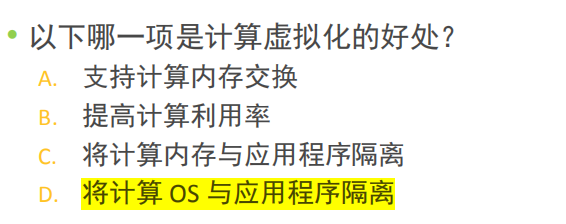 • 以下哪一项是计算虚拟化的好处?
A. 支持计算内存交换
B. 提高计算利用率
C. 将计算内存与应用程序隔离
D. 将计算 OS 与应用程序隔离